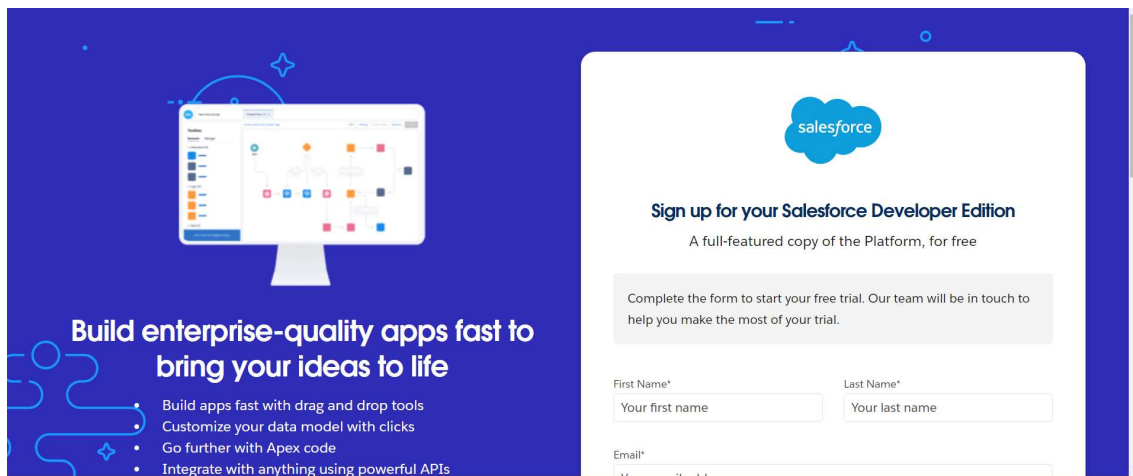 Build enterprise-quality apps fast to
bring your ideas to life
Build apps fast with drag and drop tools
Customize your data model with clicks
Go further with Apex code
Integrate with anything using powerful APIs
salesforce
Sign up for your Salesforce Developer Edition
A full-featured copy of the Platform, for free
Complete the form to start your free trial. Our team will be in touch to
help you make the most of your trial.
First Name*
Last Name*
Your first name
Your last name
Email*